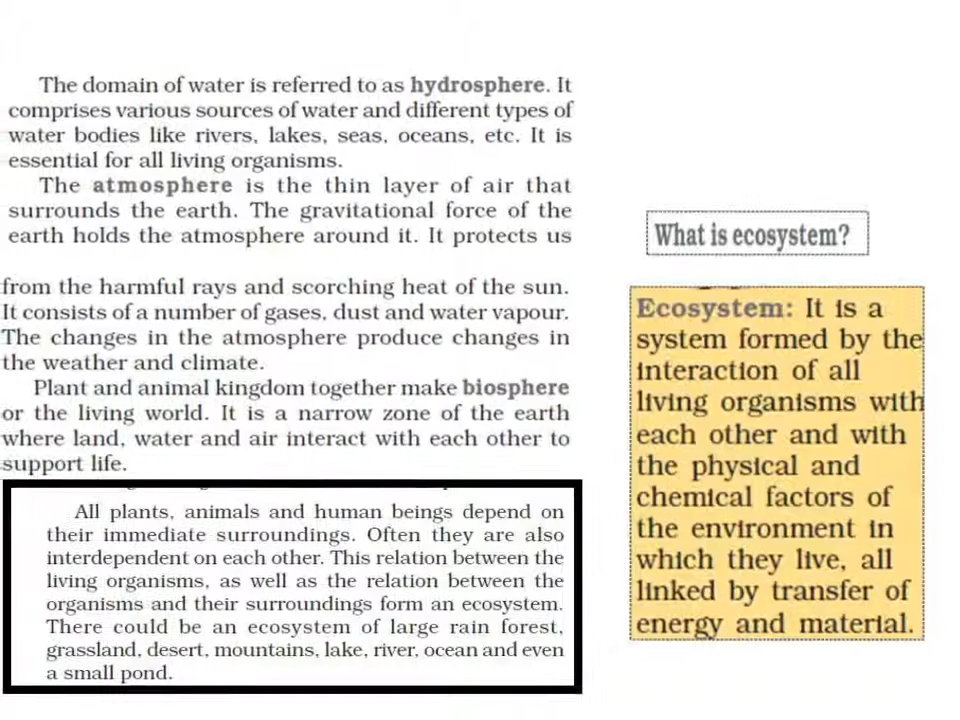 The domain of water is referred to as hydrosphere. It
comprises various sources of water and different types of
water bodies like rivers, lakes, seas, oceans, etc. It is
essential for all living organisms.
The atmosphere is the thin layer of air that
surrounds the earth. The gravitational force of the
earth holds the atmosphere around it. It protects us
from the harmful rays and scorching heat of the sun.
It consists of a number of gases, dust and water vapour.
The changes in the atmosphere produce changes in
the weather and climate.
Plant and animal kingdom together make biosphere
or the living world. It is a narrow zone of the earth
where land, water and air interact with each other to
support life.
All plants, animals and human beings depend on
their immediate surroundings. Often they are also
interdependent on each other. This relation between the
living organisms, as well as the relation between the
organisms and their surroundings form an ecosystem.
There could be an ecosystem of large rain forest,
grassland, desert, mountains, lake, river, ocean and even
a small pond.
What is ecosystem?
Ecosystem: It is a
system formed by the
interaction of all
living organisms with
each other and with
the physical and
chemical factors of
the environment in
which they live, all
linked by transfer of
energy and material.